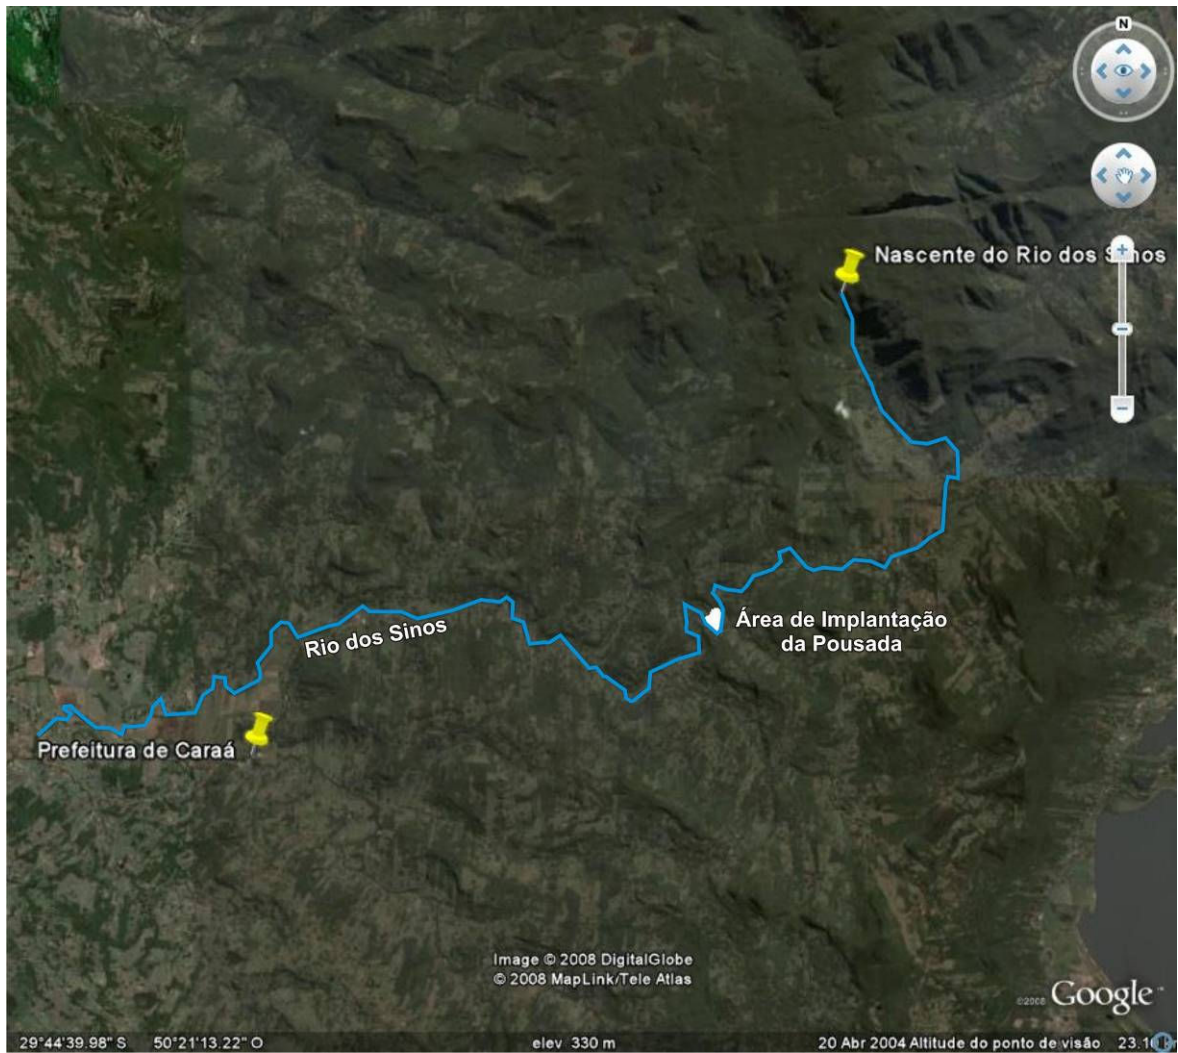 N
Nascente do Rio dos Sinos
Área de Implantação
da Pousada
Rio dos Sinos
Prefeitura de Caraá
Image © 2008 DigitalGlobe
© 2008 MapLink/Tele Atlas
©2008 Google™
29°44'39.98" S 50°21'13.22" O elev 330 m 20 Abr 2004 Altitude do ponto de visão